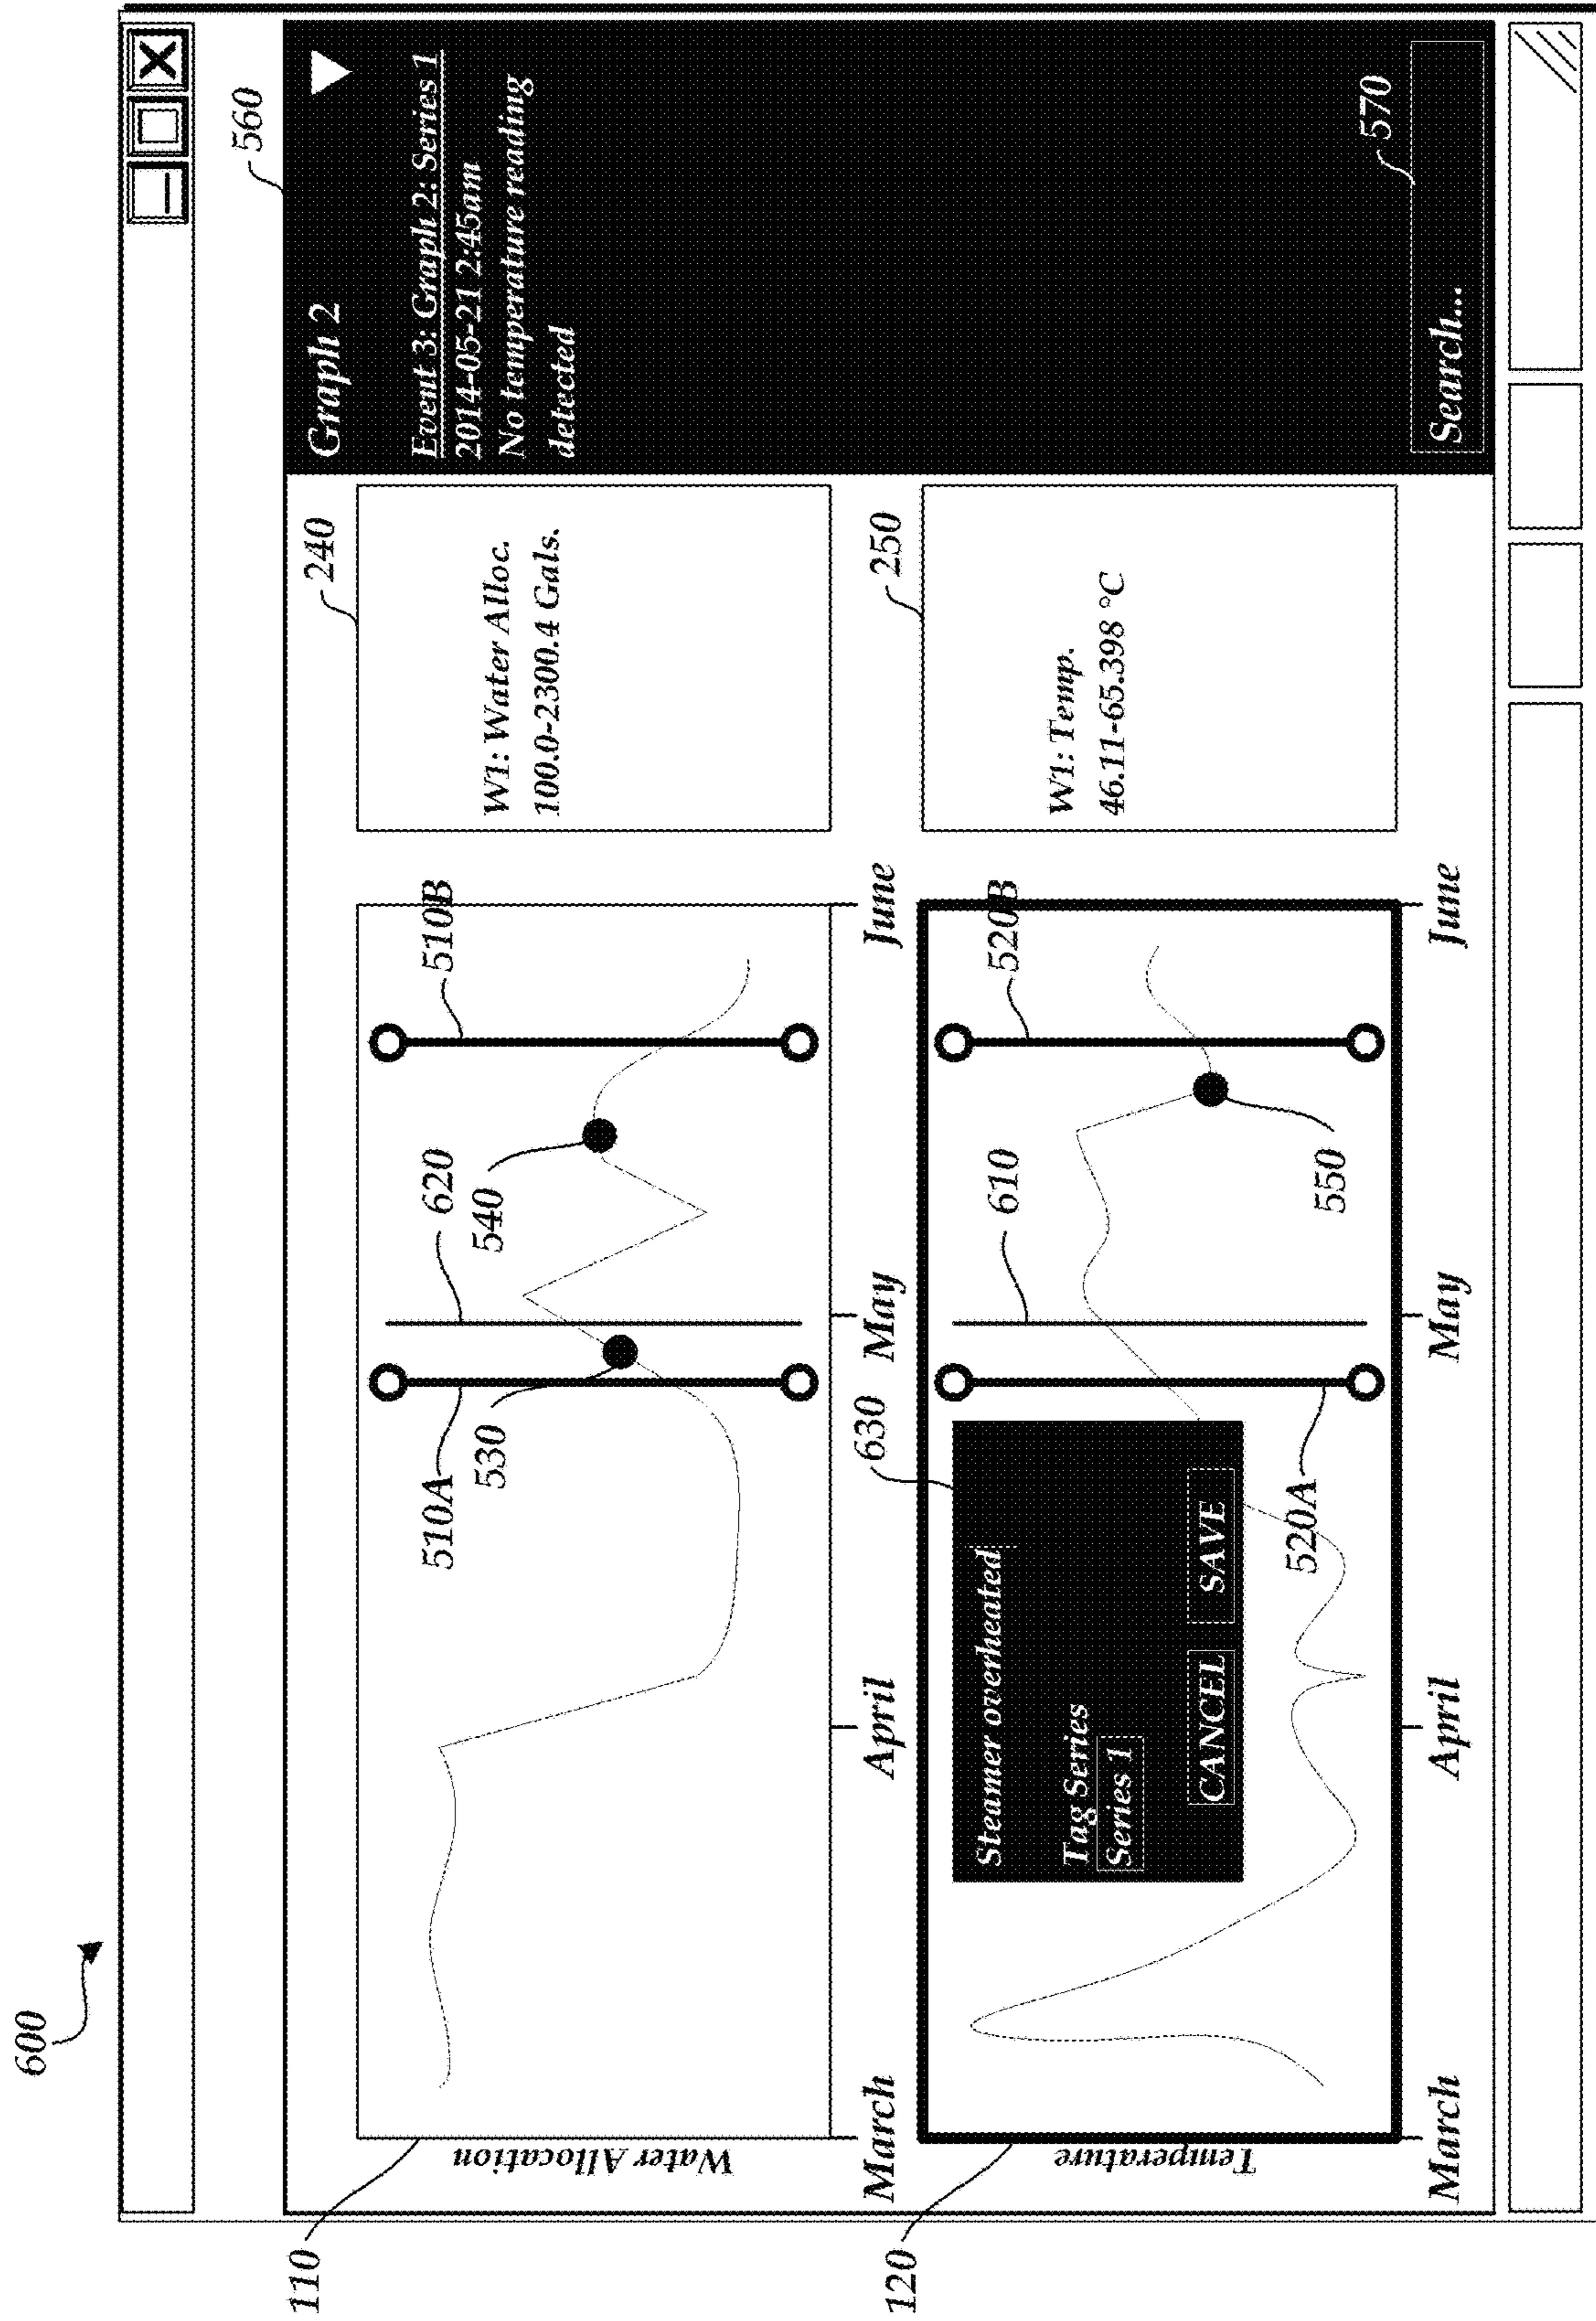 600
560
Graph 2
Event 3: Graph 2: Series 1
2014-05-21 2:45am
No temperature reading
detected
570
Search...
110
Water Allocation
510A
530
620
540
510B
March
April
May
June
240
W1: Water Alloc.
100.0-2300.4 Gals.
120
Temperature
630
Steamer overheated
Tag Series
Series 1
CANCEL
SAVE
520A
610
550
520B
March
April
May
June
250
W1: Temp.
46.11-65.398 °C